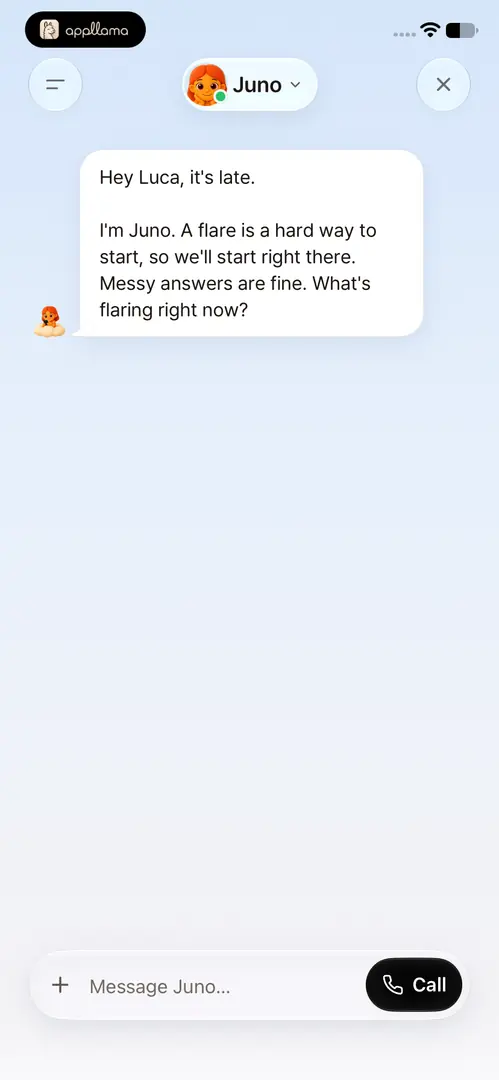 appllama
Juno
Hey Luca, it's late.
I'm Juno. A flare is a hard way to
start, so we'll start right there.
Messy answers are fine. What's
flaring right now?
Message Juno...
Call